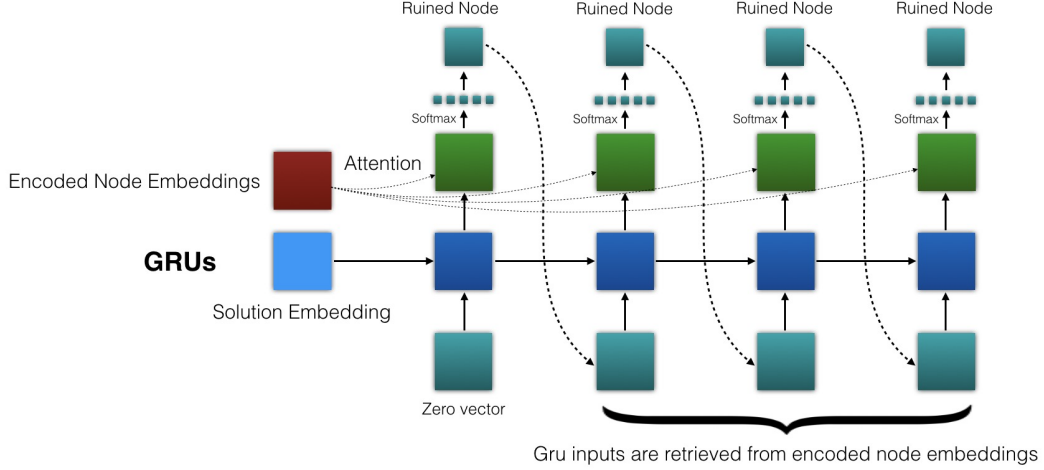 Ruined Node
Ruined Node
Ruined Node
Ruined Node
Softmax
Softmax
Softmax
Softmax
Attention
Encoded Node Embeddings
GRUs
Solution Embedding
Zero vector
Gru inputs are retrieved from encoded node embeddings